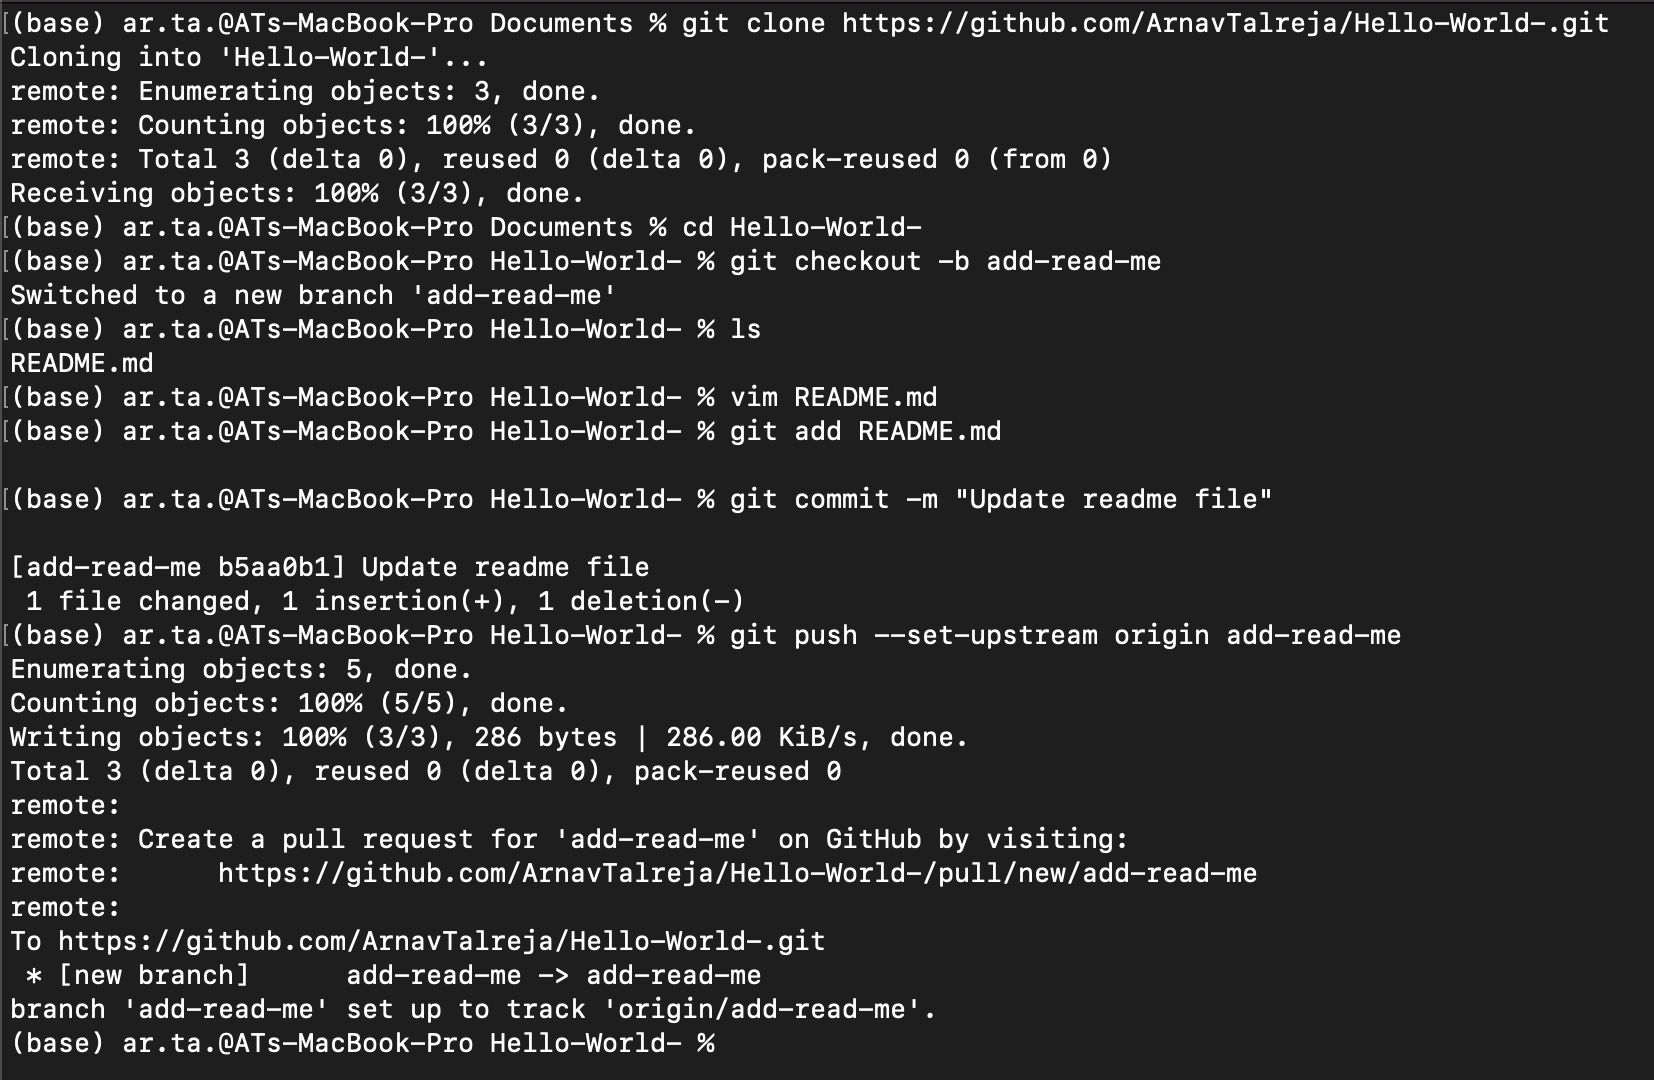 [(base) ar.ta.@ATs-MacBook-Pro Documents % git clone https://github.com/ArnavTalreja/Hello-World-.git
Cloning into 'Hello-World-'...
remote: Enumerating objects: 3, done.
remote: Counting objects: 100% (3/3), done.
remote: Total 3 (delta 0), reused 0 (delta 0), pack-reused 0 (from 0)
Receiving objects: 100% (3/3), done.
[(base) ar.ta.@ATs-MacBook-Pro Documents % cd Hello-World-
[(base) ar.ta.@ATs-MacBook-Pro Hello-World- % git checkout -b add-read-me
Switched to a new branch 'add-read-me'
[(base) ar.ta.@ATs-MacBook-Pro Hello-World- % ls
README.md
[(base) ar.ta.@ATs-MacBook-Pro Hello-World- % vim README.md
[(base) ar.ta.@ATs-MacBook-Pro Hello-World- % git add README.md
[(base) ar.ta.@ATs-MacBook-Pro Hello-World- % git commit -m "Update readme file"
[add-read-me b5aa0b1] Update readme file
 1 file changed, 1 insertion(+), 1 deletion(-)
[(base) ar.ta.@ATs-MacBook-Pro Hello-World- % git push --set-upstream origin add-read-me
Enumerating objects: 5, done.
Counting objects: 100% (5/5), done.
Writing objects: 100% (3/3), 286 bytes | 286.00 KiB/s, done.
Total 3 (delta 0), reused 0 (delta 0), pack-reused 0
remote:
remote: Create a pull request for 'add-read-me' on GitHub by visiting:
remote:      https://github.com/ArnavTalreja/Hello-World-/pull/new/add-read-me
remote:
To https://github.com/ArnavTalreja/Hello-World-.git
 * [new branch]      add-read-me -> add-read-me
branch 'add-read-me' set up to track 'origin/add-read-me'.
(base) ar.ta.@ATs-MacBook-Pro Hello-World- %